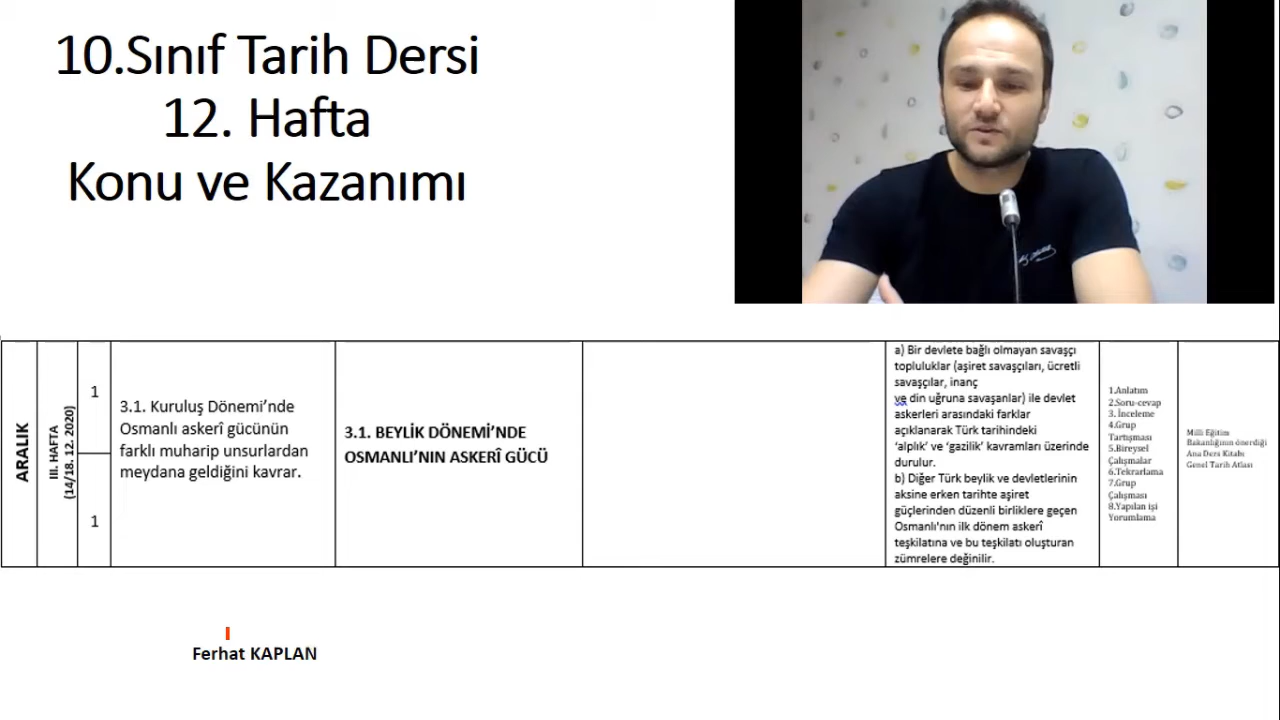 10.Sınıf Tarih Dersi
12. Hafta
Konu ve Kazanımı
ARALIK
III. HAFTA
(14/18. 12. 2020)
1
1
3.1. Kuruluş Dönemi’nde
Osmanlı askerî gücünün
farklı muharip unsurlardan
meydana geldiğini kavrar.
3.1. BEYLİK DÖNEMİ’NDE
OSMANLI’NIN ASKERÎ GÜCÜ
a) Bir devlete bağlı olmayan savaşçı
topluluklar (aşiret savaşçıları, ücretli
savaşçılar, inanç
ve din uğruna savaşanlar) ile devlet
askerleri arasındaki farklar
açıklanarak Türk tarihindeki
‘alplık’ ve ‘gazilik’ kavramları üzerinde
durulur.
b) Diğer Türk beylik ve devletlerinin
aksine erken tarihte aşiret
güçlerinden düzenli birliklere geçen
Osmanlı'nın ilk dönem askerî
teşkilatına ve bu teşkilatı oluşturan
zümrelere değinilir.
1.Anlatım
2.Soru-cevap
3. İnceleme
4.Grup
Tartışması
5.Bireysel
Çalışmalar
6.Tekrarlama
7.Grup
Çalışması
8.Yapılan işi
Yorumlama
Milli Eğitim
Bakanlığının önerdiği
Ana Ders Kitabı
Genel Tarih Atlası
Ferhat KAPLAN